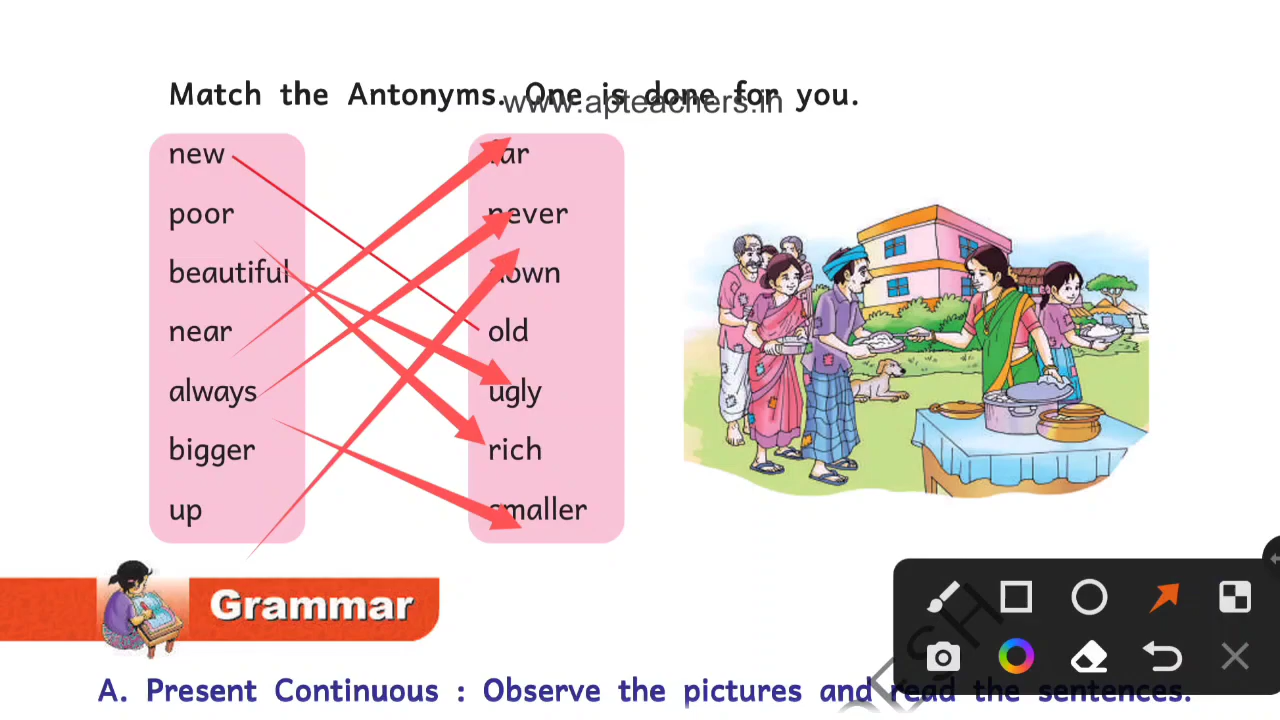 Match the Antonyms. One is done for you.
www.apteachers.in
new far
poor never
beautiful down
near old
always ugly
bigger rich
up smaller
Grammar
A. Present Continuous : Observe the pictures and read the sentences.